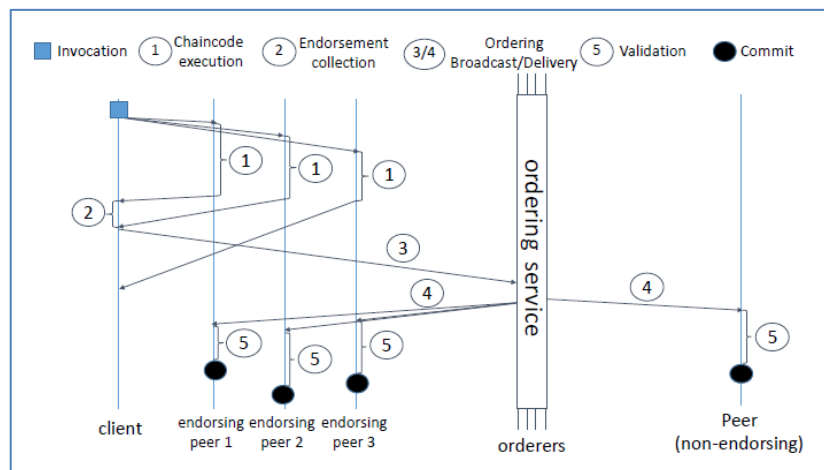 Invocation
1
Chaincode
execution
2
Endorsement
collection
3/4
Ordering
Broadcast/Delivery
5
Validation
Commit
1
1
1
2
3
4
4
5
5
5
5
ordering service
client
endorsing
peer 1
endorsing
peer 2
endorsing
peer 3
orderers
Peer
(non-endorsing)